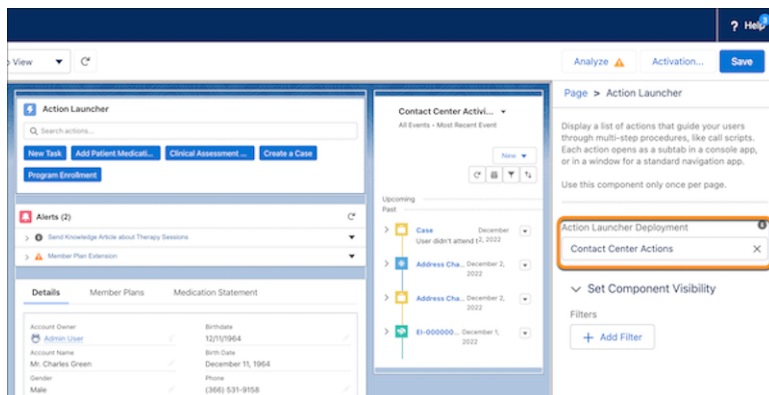 ? Help
3
View
Analyze
Activation...
Save
Action Launcher
Search actions...
New Task
Add Patient Medicati...
Clinical Assessment ...
Create a Case
Program Enrollment
Alerts (2)
Send Knowledge Article about Therapy Sessions
Member Plan Extension
Details
Member Plans
Medication Statement
Account Owner
Admin User
Account Name
Mr. Charles Green
Gender
Male
Birthdate
12/11/1964
Birth Date
December 11, 1964
Phone
(366) 531-9158
Contact Center Activi...
All Events • Most Recent Event
New
Upcoming
Past
Case
December
User didn't attend t
2, 2022
Address Cha...
December 2,
2022
Address Cha...
December 2,
2022
EI-000000...
December 1,
2022
Page > Action Launcher
Display a list of actions that guide your users
through multi-step procedures, like call scripts.
Each action opens as a subtab in a console app,
or in a window for a standard navigation app.
Use this component only once per page.
Action Launcher Deployment
Contact Center Actions
Set Component Visibility
Filters
+ Add Filter